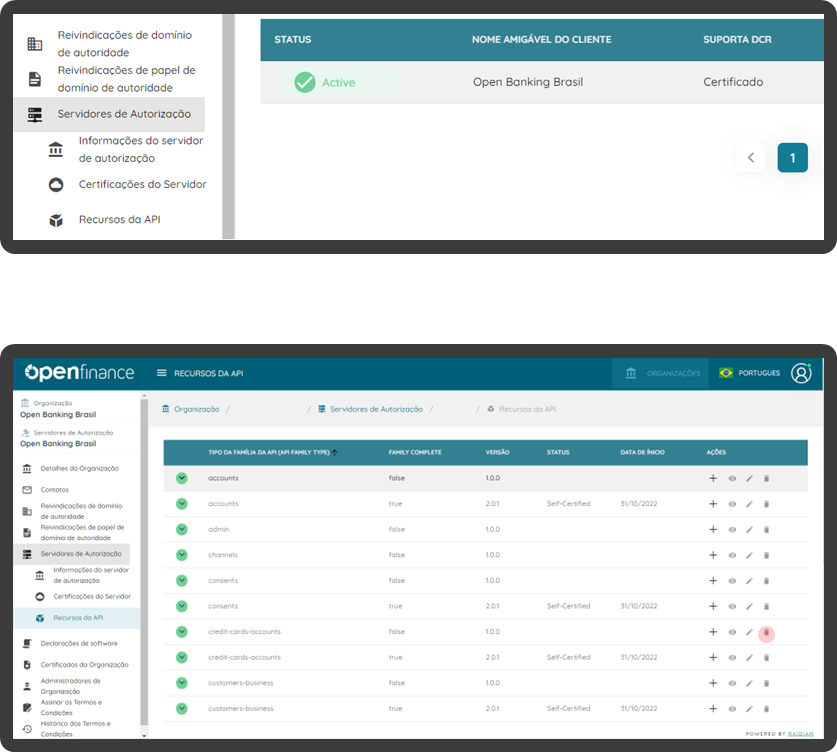 Reivindicações de domínio
de autoridade
Reivindicações de papel de
domínio de autoridade
Servidores de Autorização
Informações do servidor
de autorização
Certificações do Servidor
Recursos da API
STATUS NOME AMIGÁVEL DO CLIENTE SUPORTA DCR
Active Open Banking Brasil Certificado
1
openfinance RECURSOS DA API ORGANIZAÇÕES PORTUGUES
Organização
Open Banking Brasil
Servidores de Autorização
Open Banking Brasil
Detalhes da Organização
Contatos
Reivindicações de domínio
de autoridade
Reivindicações de papel de
domínio de autoridade
Servidores de Autorização
Informações do servidor
de autorização
Certificações do Servidor
Recursos da API
Declarações de software
Certificados da Organização
Administradores de
Organização
Assinar os Termos e
Condições
Histórico dos Termos e
Condições
Organização / / Servidores de Autorização / / Recursos da API
TIPO DA FAMÍLIA DA API (API FAMILY TYPE) FAMILY COMPLETE VERSÃO STATUS DATA DE ÍNICIO AÇÕES
accounts false 1.0.0
accounts true 2.0.1 Self-Certified 31/10/2022
admin false 1.0.0
channels false 1.0.0
consents false 1.0.0
consents true 2.0.1 Self-Certified 31/10/2022
credit-cards-accounts false 1.0.0
credit-cards-accounts true 2.0.1 Self-Certified 31/10/2022
customers-business false 1.0.0
customers-business true 2.0.1 Self-Certified 31/10/2022
POWERED BY RAIDIAM